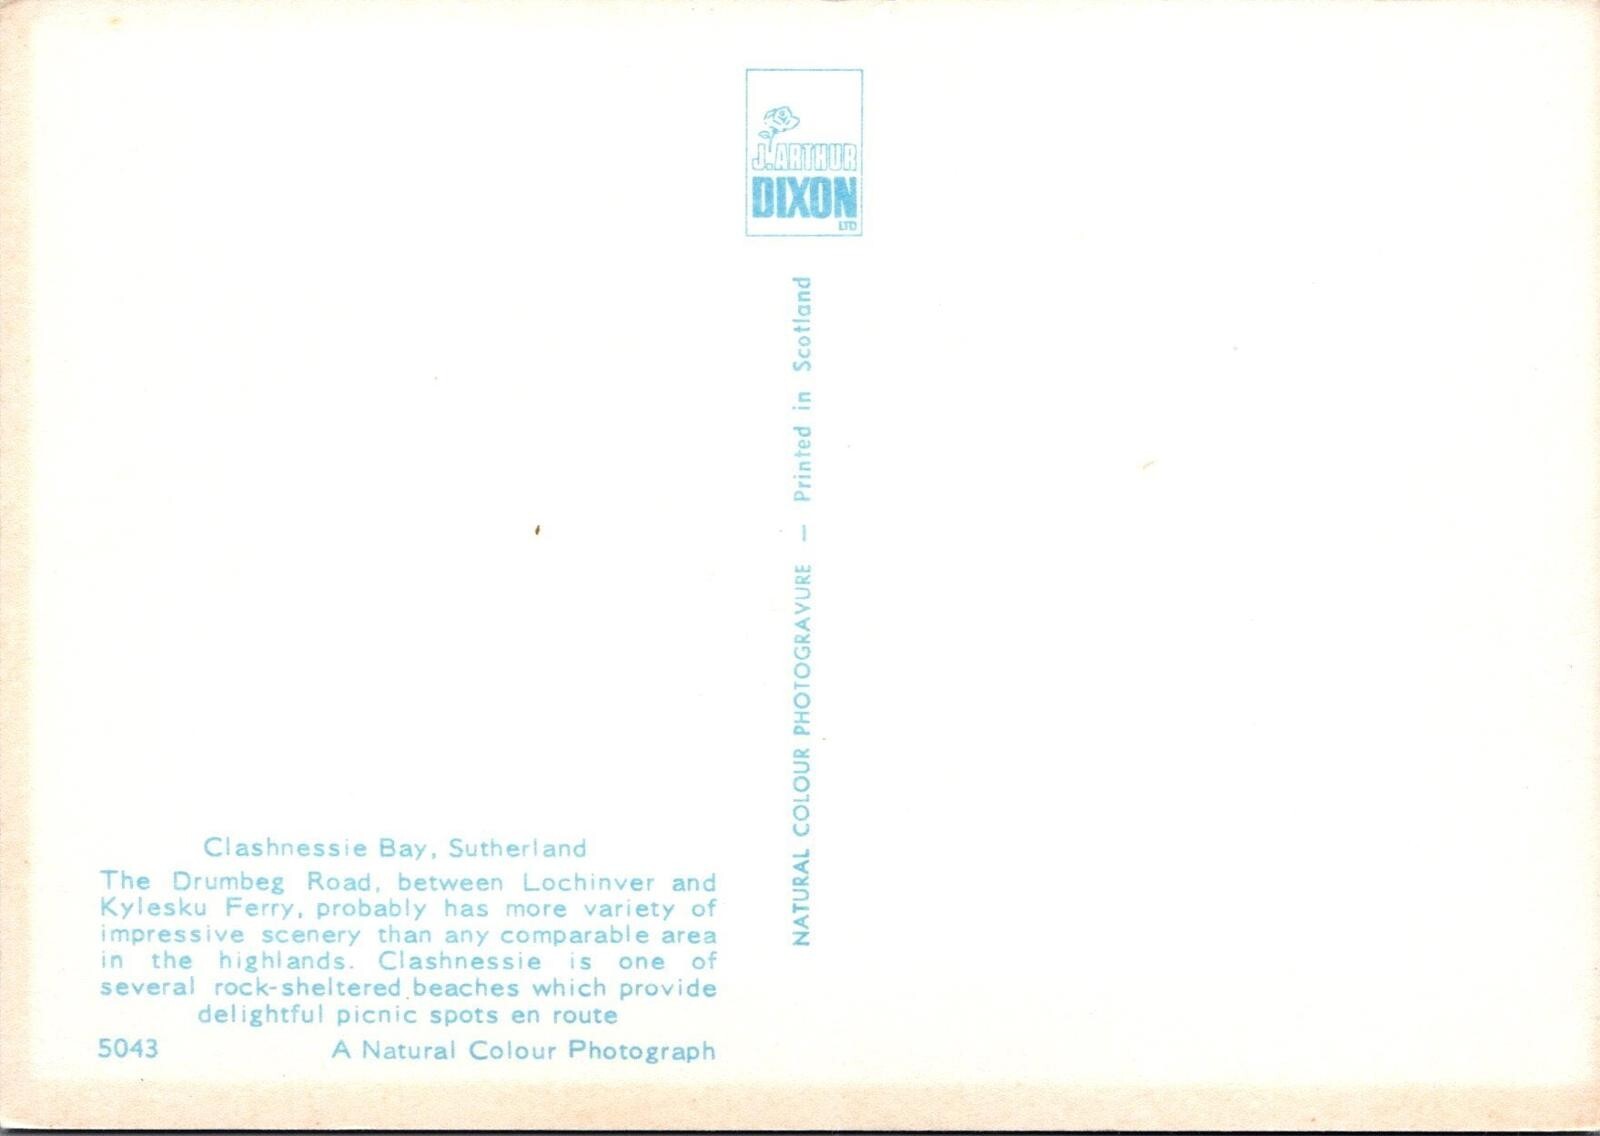 J. ARTHUR
DIXON
LTD
NATURAL COLOUR PHOTOGRAVURE — Printed in Scotland
Clashnessie Bay, Sutherland
The Drumbeg Road, between Lochinver and
Kylesku Ferry, probably has more variety of
impressive scenery than any comparable area
in the highlands. Clashnessie is one of
several rock-sheltered beaches which provide
delightful picnic spots en route
5043 A Natural Colour Photograph